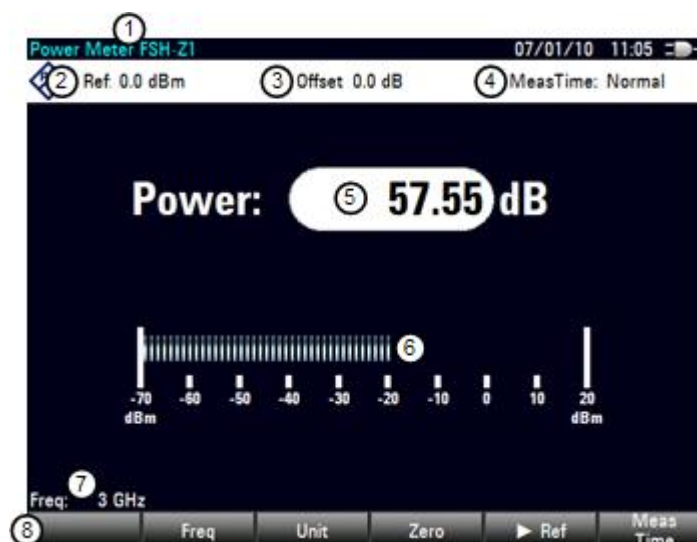 1
Power Meter FSH-Z1 07/01/10 11:05
2 Ref: 0.0 dBm 3 Offset 0.0 dB 4 MeasTime: Normal
Power: 5 57.55 dB
6
-70 -60 -50 -40 -30 -20 -10 0 10 20
dBm dBm
7
Freq: 3 GHz
8 Freq Unit Zero ► Ref Meas
Time